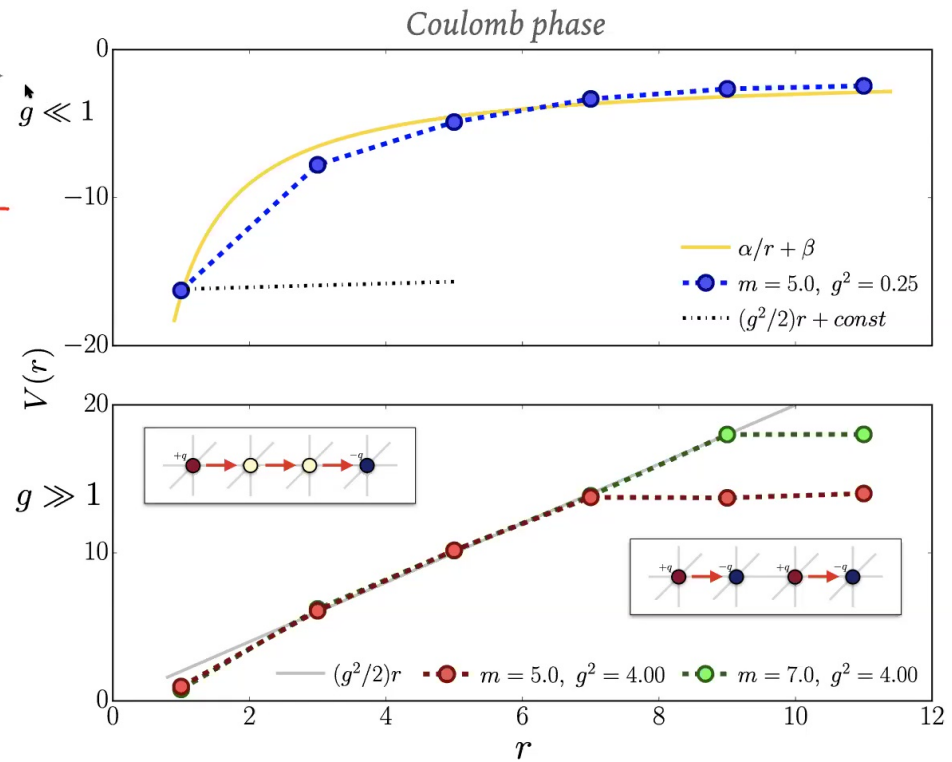 Coulomb phase
0
g ≪ 1
−10
α/r + β
m = 5.0, g² = 0.25
(g²/2)r + const
−20
V(r)
20
+q −q
g ≫ 1
10
+q −q +q −q
(g²/2)r m = 5.0, g² = 4.00 m = 7.0, g² = 4.00
0
0 2 4 6 8 10 12
r